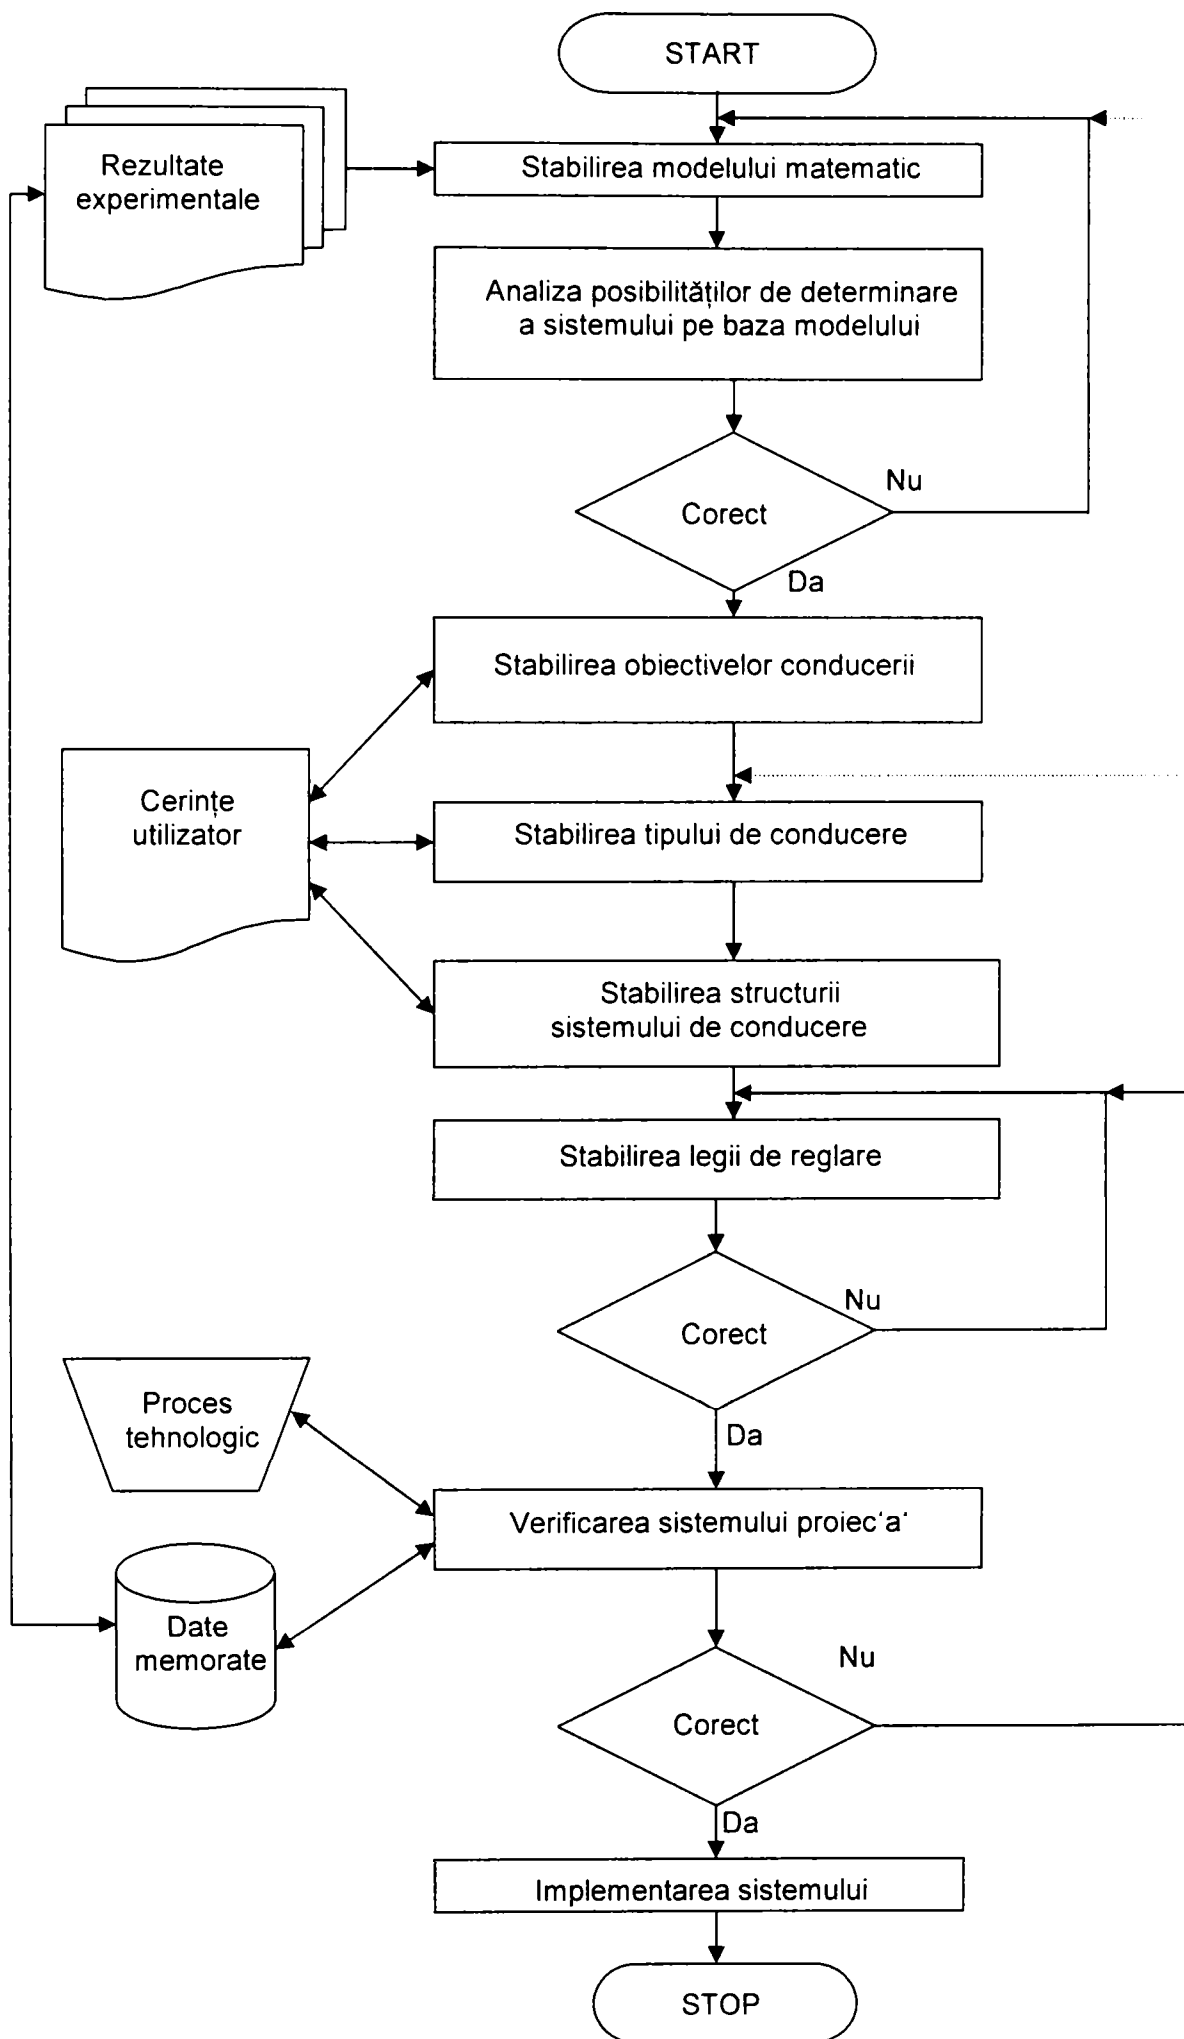 START
Rezultate
experimentale
Stabilirea modelului matematic
Analiza posibilităților de determinare
a sistemului pe baza modelului
Nu
Corect
Da
Stabilirea obiectivelor conducerii
Cerințe
utilizator
Stabilirea tipului de conducere
Stabilirea structurii
sistemului de conducere
Stabilirea legii de reglare
Nu
Corect
Da
Proces
tehnologic
Verificarea sistemului
Date
memorate
Nu
Corect
Da
Implementarea sistemului
STOP